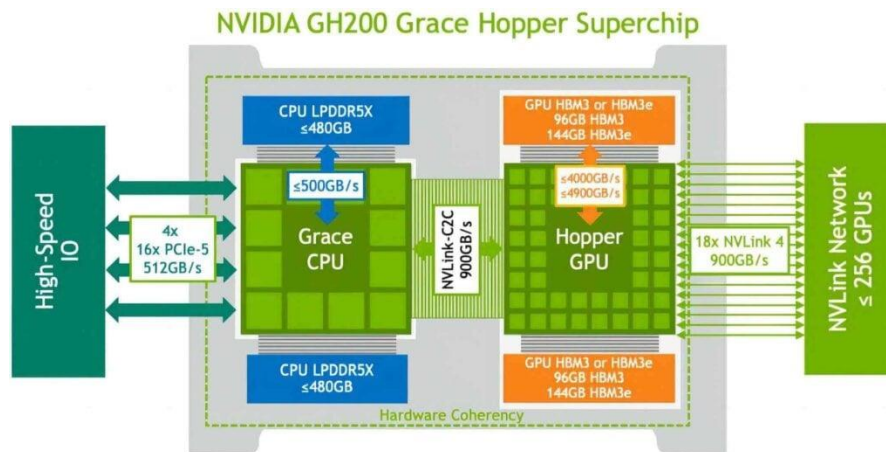 NVIDIA GH200 Grace Hopper Superchip
High-Speed
IO
4x
16x PCIe-5
512GB/s
CPU LPDDR5X
≤480GB
≤500GB/s
Grace
CPU
CPU LPDDR5X
≤480GB
NVLink-C2C
900GB/s
GPU HBM3 or HBM3e
96GB HBM3
144GB HBM3e
≤4000GB/s
≤4900GB/s
Hopper
GPU
GPU HBM3 or HBM3e
96GB HBM3
144GB HBM3e
18x NVLink 4
900GB/s
NVLink Network
≤ 256 GPUs
Hardware Coherency